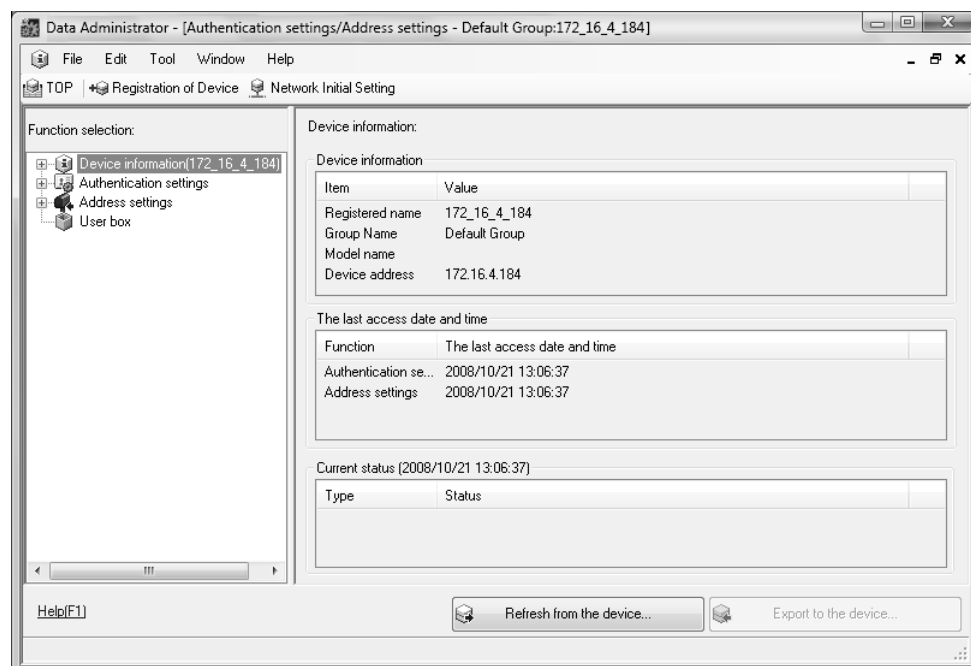 Data Administrator - [Authentication settings/Address settings - Default Group:172_16_4_184]
File Edit Tool Window Help
TOP Registration of Device Network Initial Setting
Function selection:
Device information(172_16_4_184)
Authentication settings
Address settings
User box
Device information:
Device information
Item Value
Registered name 172_16_4_184
Group Name Default Group
Model name
Device address 172.16.4.184
The last access date and time
Function The last access date and time
Authentication se... 2008/10/21 13:06:37
Address settings 2008/10/21 13:06:37
Current status (2008/10/21 13:06:37)
Type Status
Help(F1)
Refresh from the device...
Export to the device...